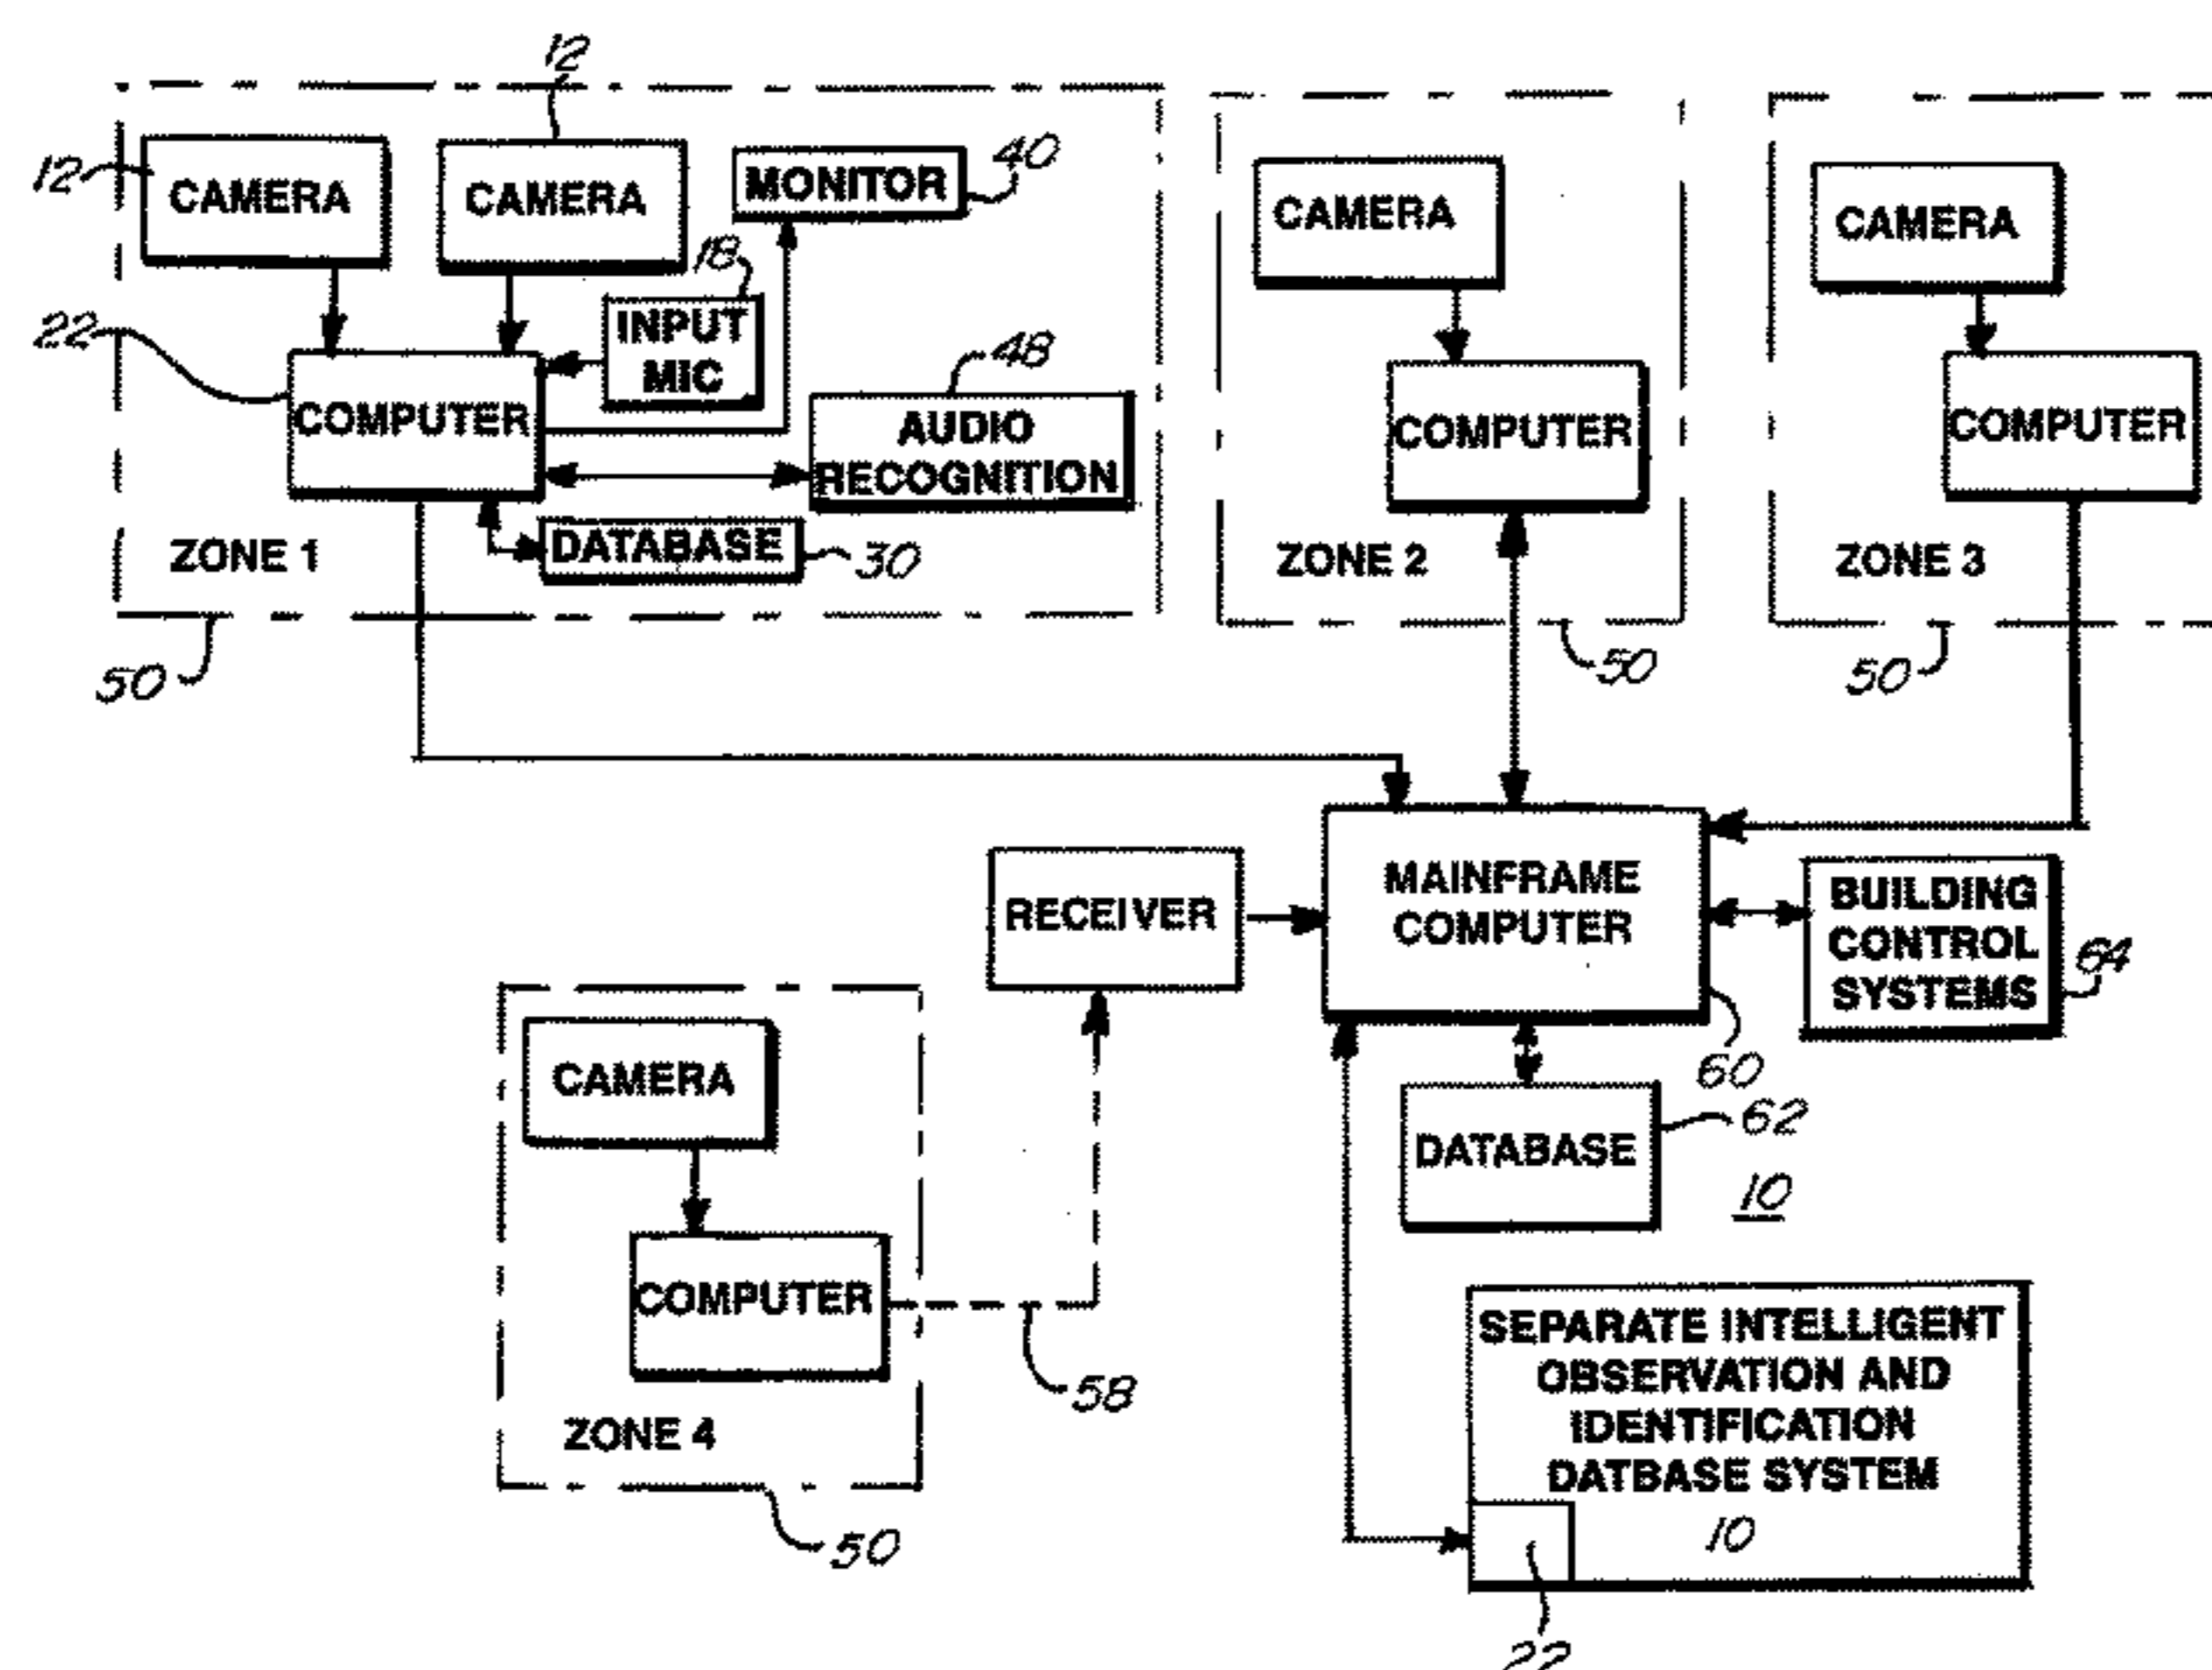 12
12
CAMERA
CAMERA
MONITOR
40
18
INPUT
MIC
22
COMPUTER
48
AUDIO
RECOGNITION
DATABASE
30
ZONE 1
50
CAMERA
COMPUTER
ZONE 2
50
CAMERA
COMPUTER
ZONE 3
50
RECEIVER
MAINFRAME
COMPUTER
60
BUILDING
CONTROL
SYSTEMS
64
DATABASE
62
10
CAMERA
COMPUTER
58
ZONE 4
50
SEPARATE INTELLIGENT
OBSERVATION AND
IDENTIFICATION
DATBASE SYSTEM
10
22